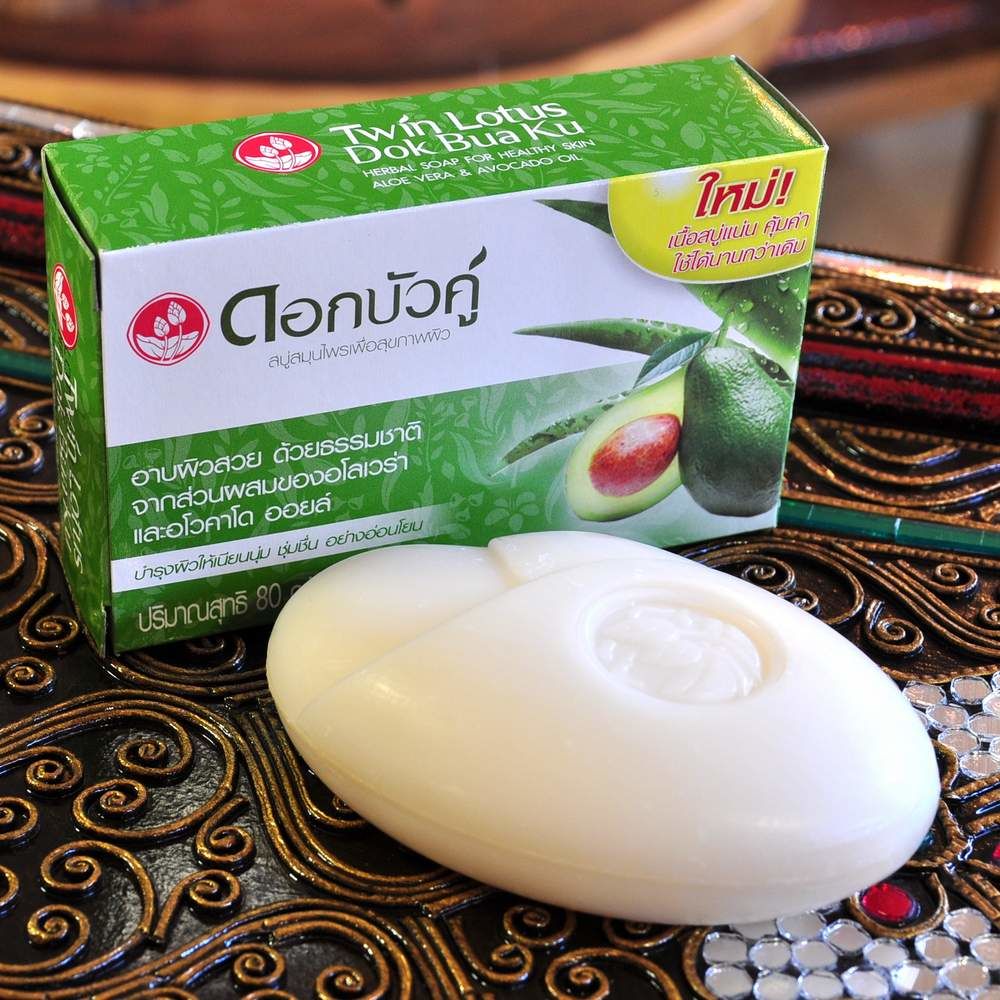 Twin Lotus
Dok Bua Ku
HERBAL SOAP FOR HEALTHY SKIN
ALOE VERA & AVOCADO OIL
ใหม่!
เนื้อสบู่แน่น คุ้มค่า
ใช้ได้นานกว่าเดิม
ดอกบัวคู่
สบู่สมุนไพรเพื่อสุขภาพผิว
อาบผิวสวย ด้วยธรรมชาติ
จากส่วนผสมของอโลเวร่า
และอโวคาโด ออยล์
บำรุงผิวให้เนียนนุ่ม ชุ่มชื่น อย่างอ่อนโยน
ปริมาณสุทธิ 80
Twin Lotus